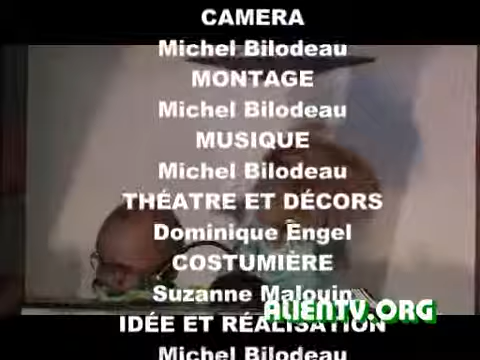 CAMERA
Michel Bilodeau
MONTAGE
Michel Bilodeau
MUSIQUE
Michel Bilodeau
THÉATRE ET DÉCORS
Dominique Engel
COSTUMIÈRE
Suzanne Malouin
ALIENTV.ORG
IDÉE ET RÉALISATION
Michel Bilodeau